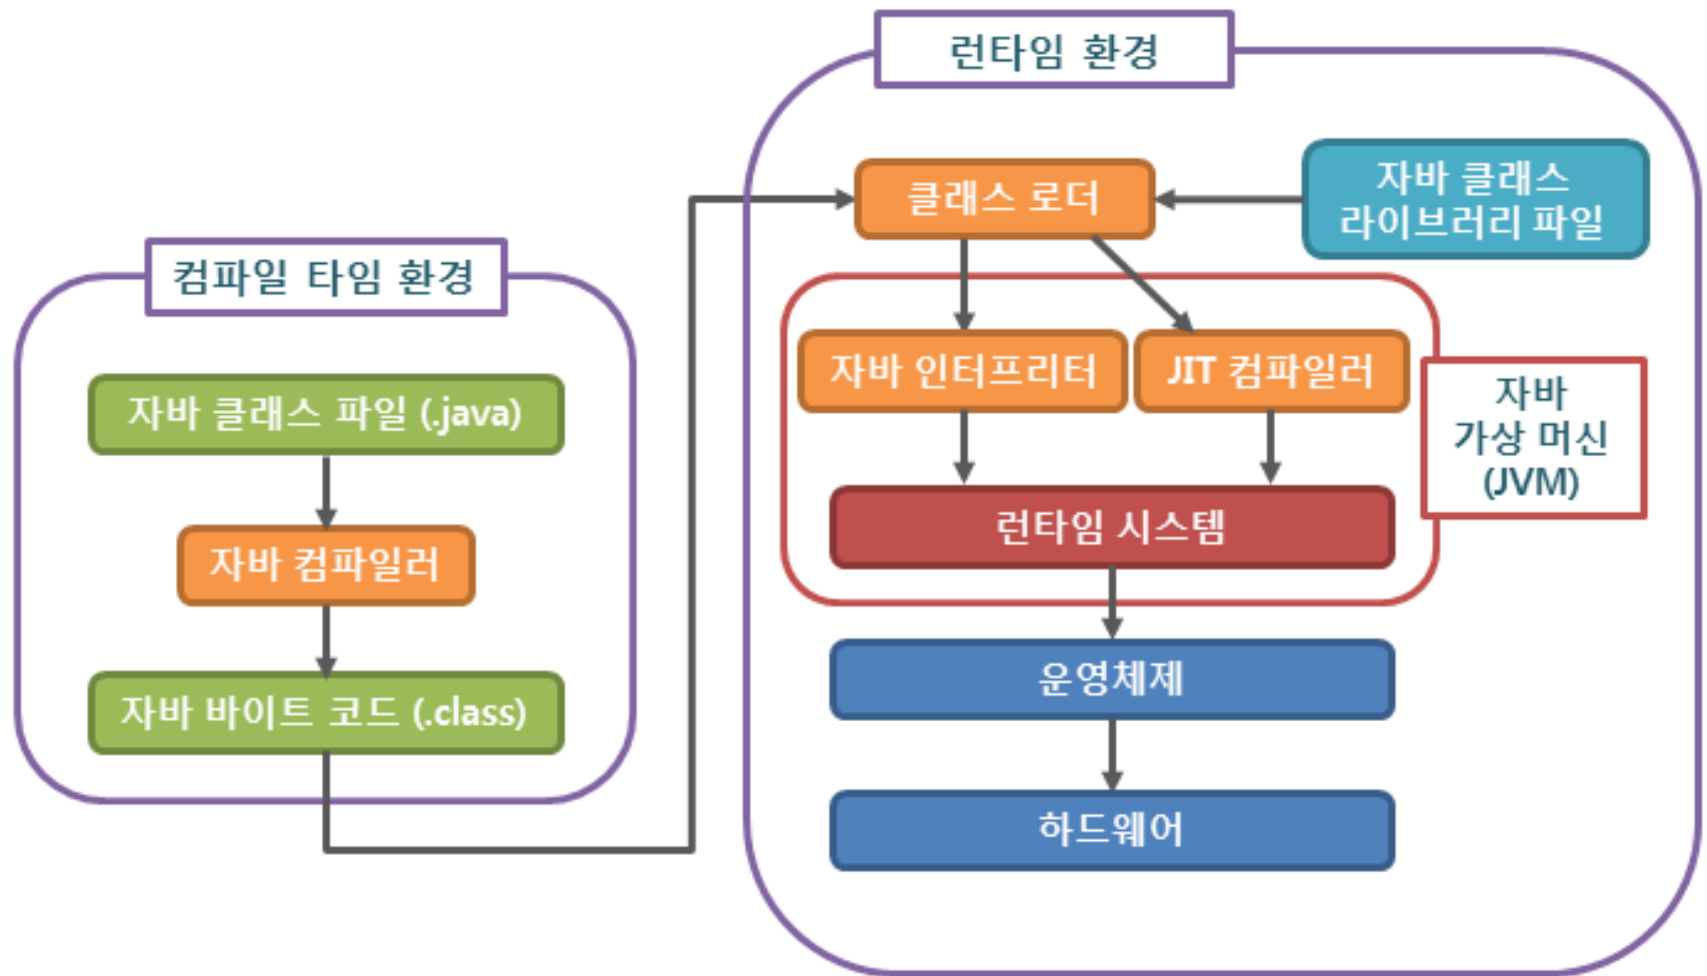 런타임 환경
클래스 로더
자바 클래스
라이브러리 파일
컴파일 타임 환경
자바 클래스 파일 (.java)
자바 컴파일러
자바 바이트 코드 (.class)
자바 인터프리터
JIT 컴파일러
자바
가상 머신
(JVM)
런타임 시스템
운영체제
하드웨어